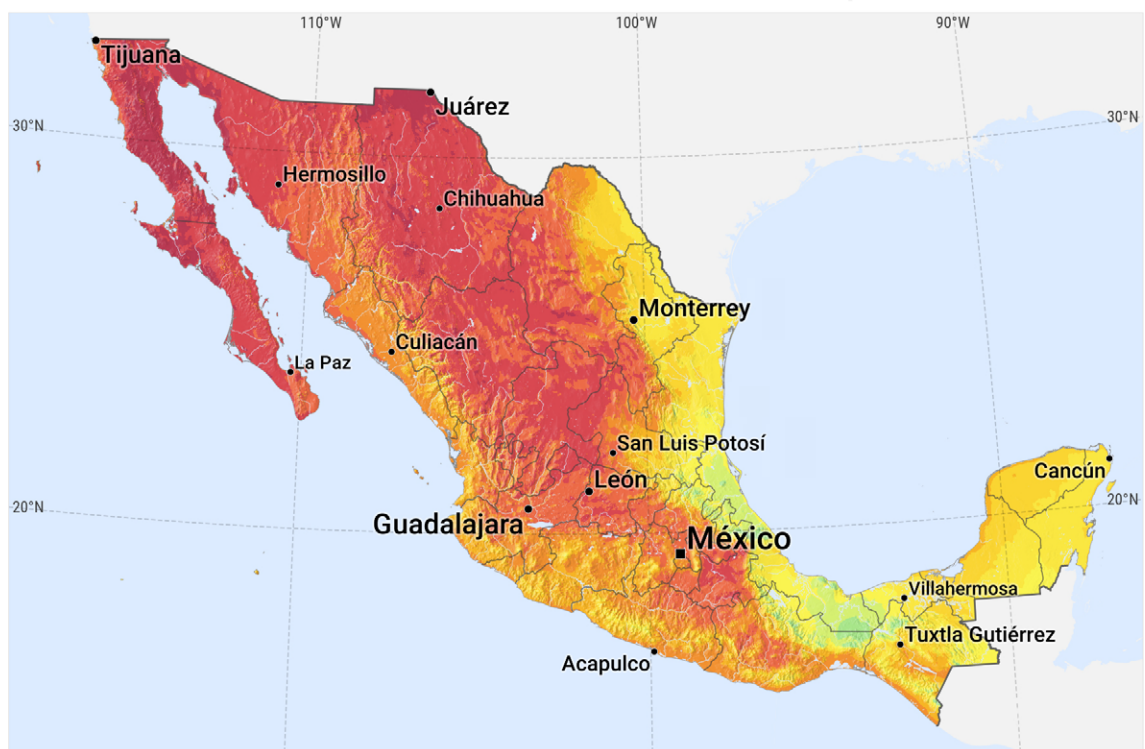 110°W
100°W
90°W
Tijuana
Juárez
30°N
30°N
Hermosillo
Chihuahua
Monterrey
Culiacán
La Paz
San Luis Potosí
Cancún
León
20°N
20°N
Guadalajara
México
Villahermosa
Tuxtla Gutiérrez
Acapulco